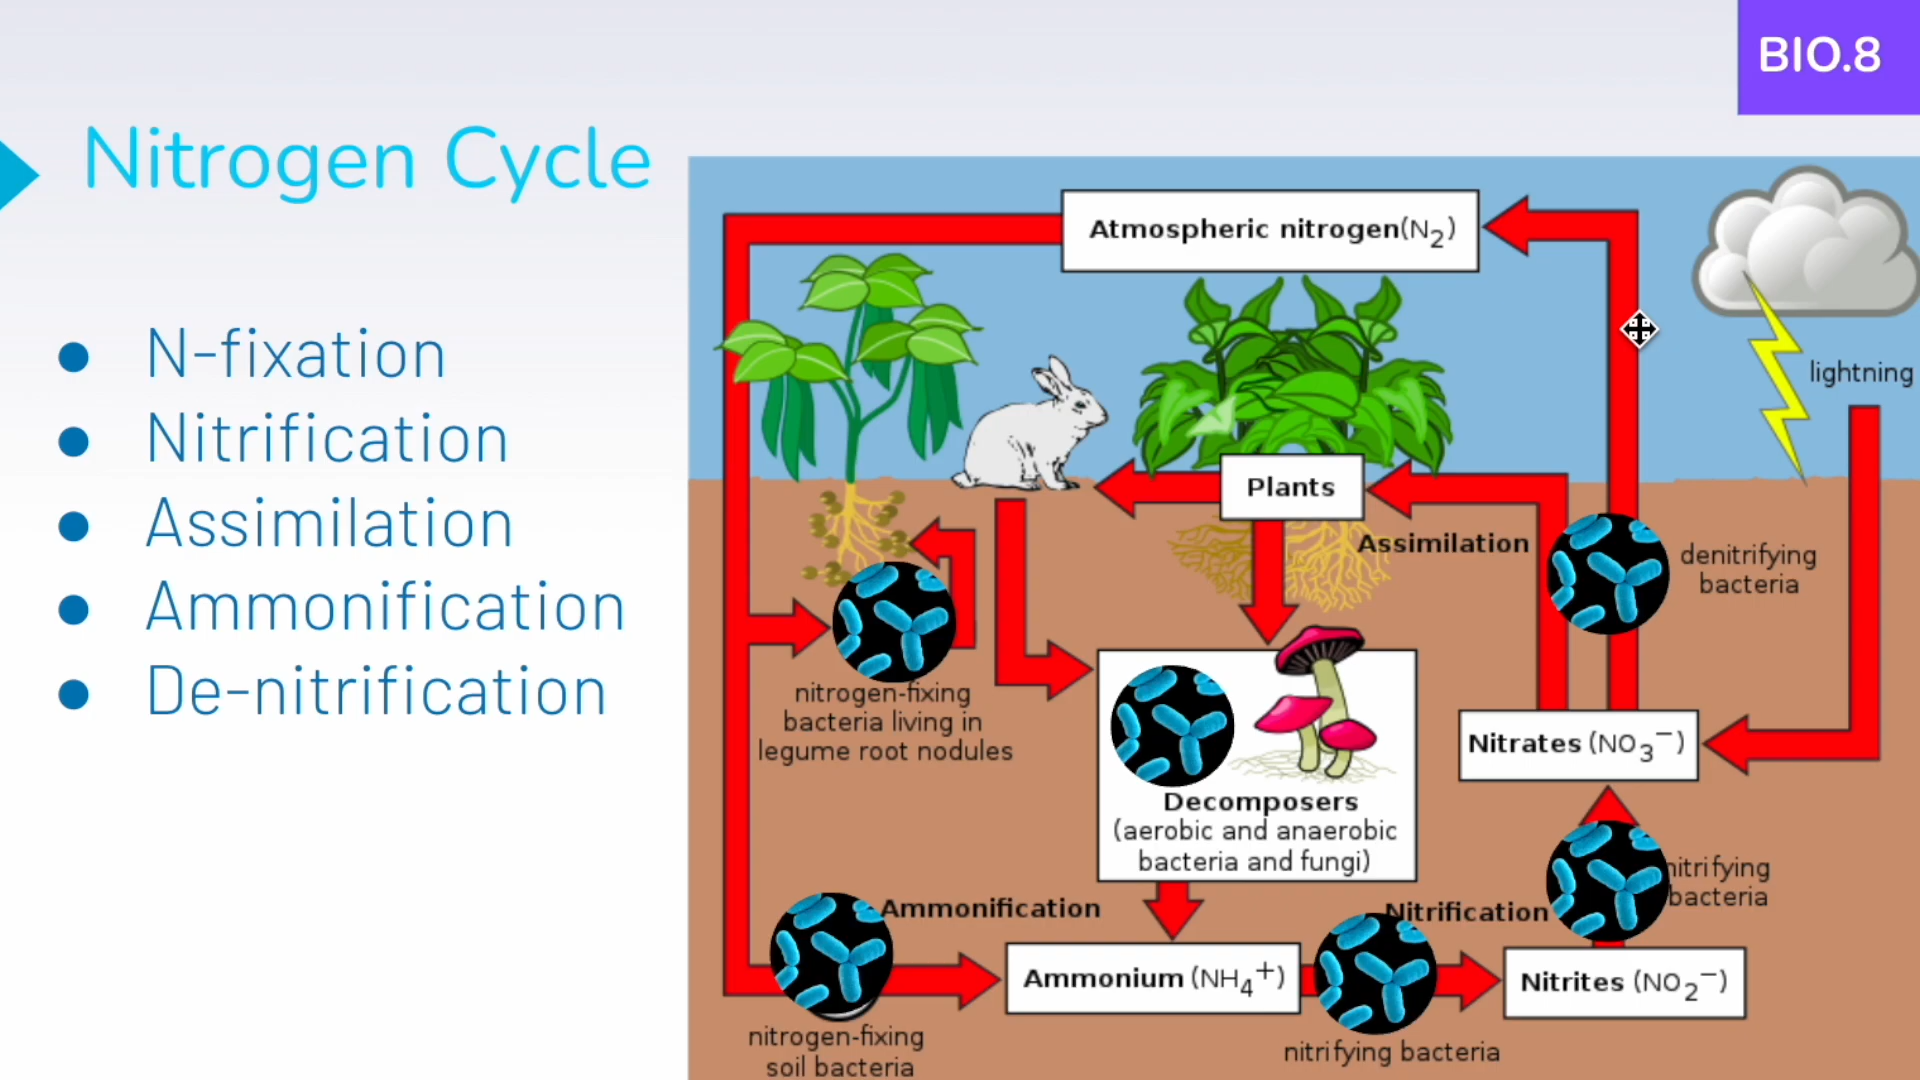 BIO.8
Nitrogen Cycle
● N-fixation
● Nitrification
● Assimilation
● Ammonification
● De-nitrification
Atmospheric nitrogen(N₂)
lightning
Plants
Assimilation
denitrifying
bacteria
nitrogen-fixing
bacteria living in
legume root nodules
Nitrates (NO₃⁻)
Decomposers
(aerobic and anaerobic
bacteria and fungi)
nitrifying
bacteria
Ammonification
Nitrification
Ammonium (NH₄⁺)
Nitrites (NO₂⁻)
nitrogen-fixing
soil bacteria
nitrifying bacteria